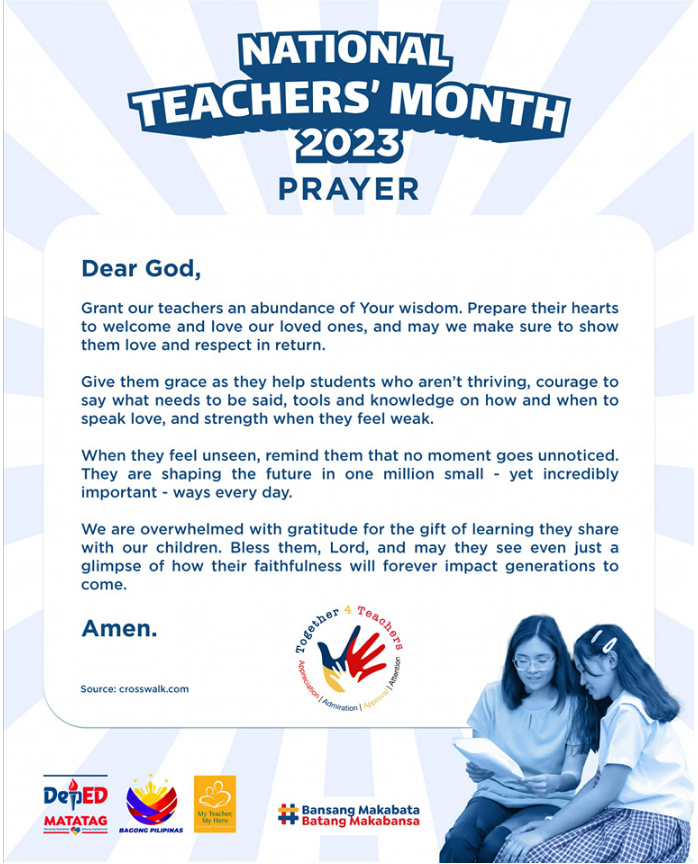 NATIONAL
TEACHERS' MONTH
2023
PRAYER
Dear God,
Grant our teachers an abundance of Your wisdom. Prepare their hearts
to welcome and love our loved ones, and may we make sure to show
them love and respect in return.
Give them grace as they help students who aren't thriving, courage to
say what needs to be said, tools and knowledge on how and when to
speak love, and strength when they feel weak.
When they feel unseen, remind them that no moment goes unnoticed.
They are shaping the future in one million small - yet incredibly
important - ways every day.
We are overwhelmed with gratitude for the gift of learning they share
with our children. Bless them, Lord, and may they see even just a
glimpse of how their faithfulness will forever impact generations to
come.
Amen.
Together 4 Teachers
Appreciation | Admiration | Approval | Attention
Source: crosswalk.com
DepED
MATATAG
BAGONG PILIPINAS
My Teacher,
My Hero
Bansang Makabata
Batang Makabansa